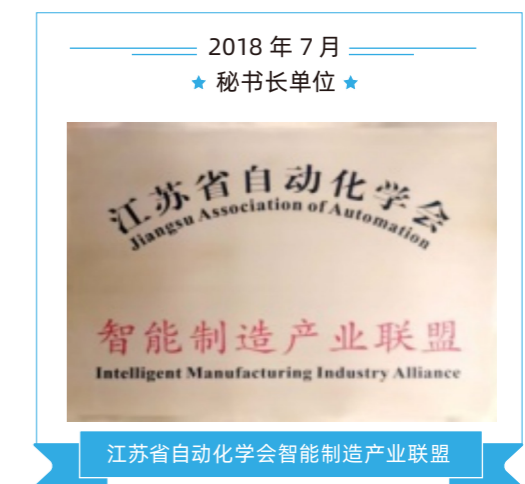 2018 年 7 月
★ 秘书长单位 ★
江苏省自动化学会
Jiangsu Association of Automation
智能制造产业联盟
Intelligent Manufacturing Industry Alliance
江苏省自动化学会智能制造产业联盟